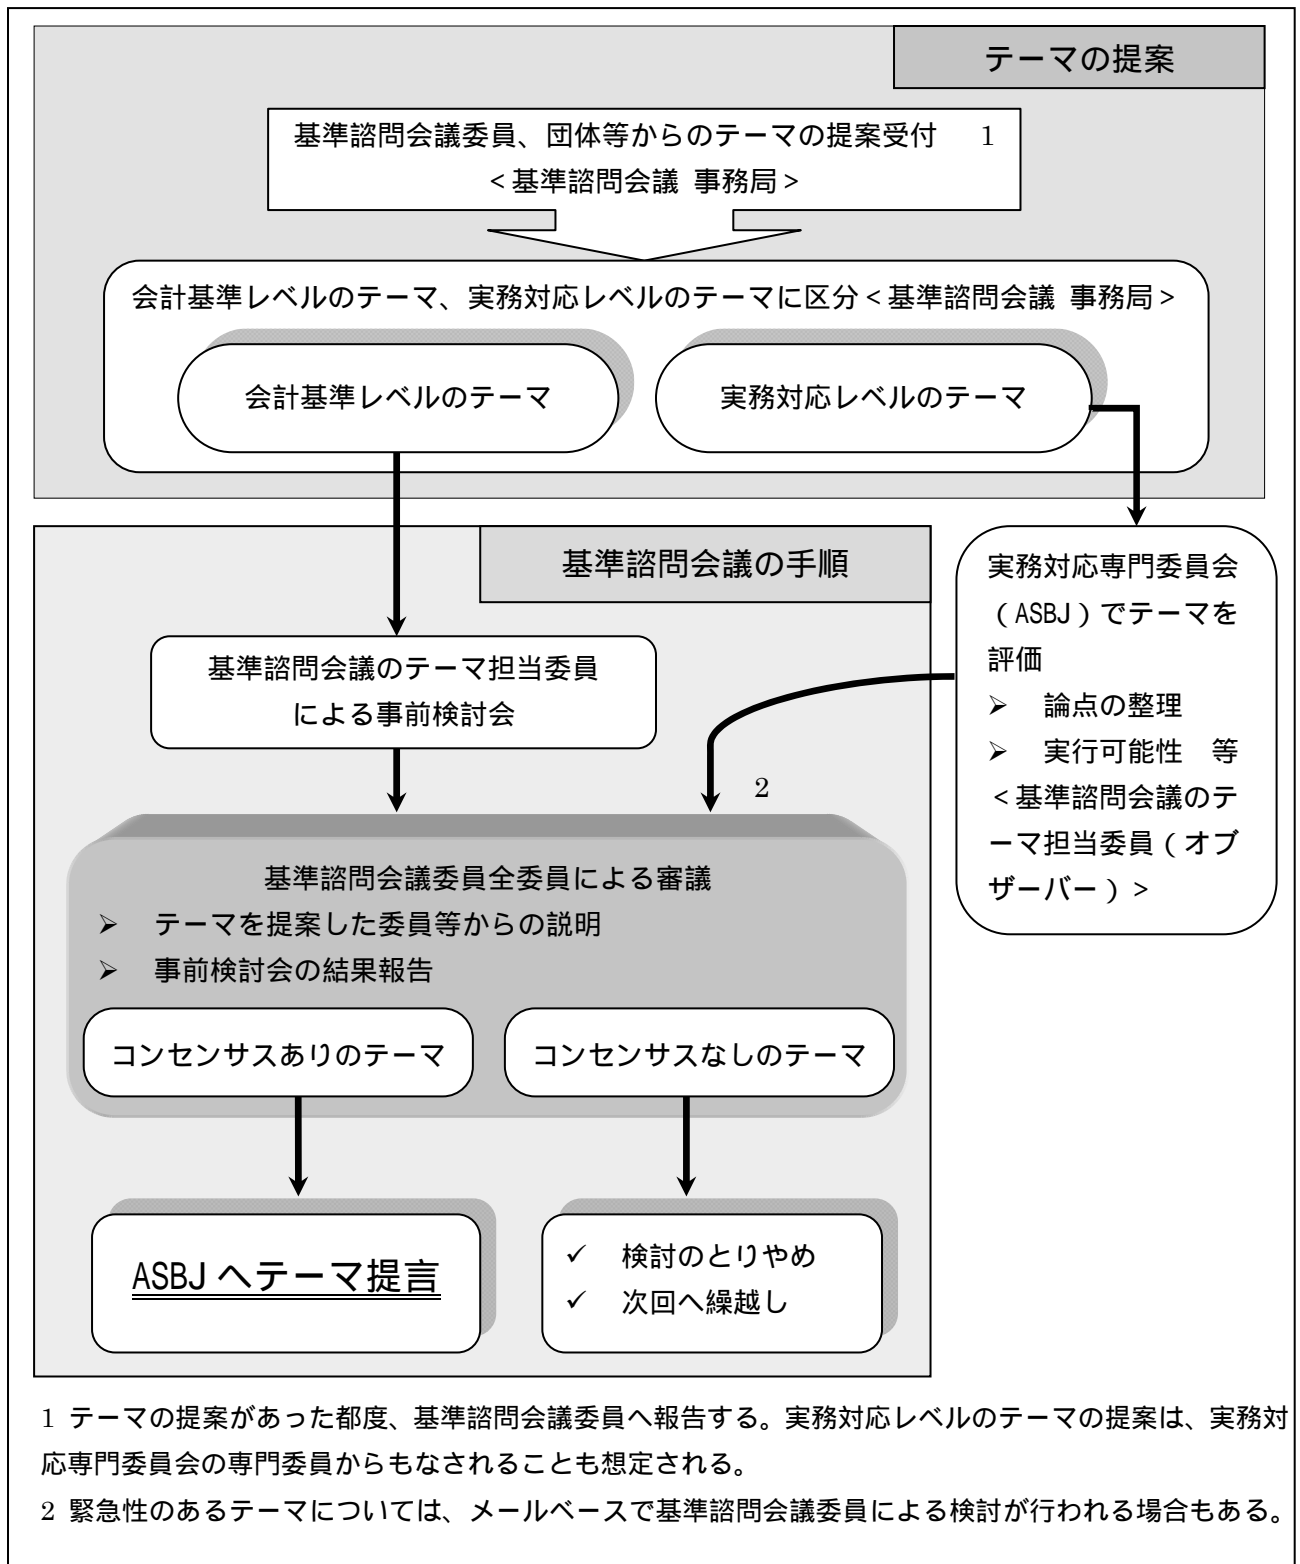 テーマの提案
基準諮問会議委員、団体等からのテーマの提案受付　1
<基準諮問会議 事務局>
会計基準レベルのテーマ、実務対応レベルのテーマに区分<基準諮問会議 事務局>
会計基準レベルのテーマ
実務対応レベルのテーマ
基準諮問会議の手順
実務対応専門委員会
（ASBJ）でテーマを
評価
➢ 論点の整理
➢ 実行可能性　等
<基準諮問会議のテ
ーマ担当委員（オブ
ザーバー）>
基準諮問会議のテーマ担当委員
による事前検討会
2
基準諮問会議委員全委員による審議
➢ テーマを提案した委員等からの説明
➢ 事前検討会の結果報告
コンセンサスありのテーマ
コンセンサスなしのテーマ
ASBJ へテーマ提言
✓ 検討のとりやめ
✓ 次回へ繰越し
1 テーマの提案があった都度、基準諮問会議委員へ報告する。実務対応レベルのテーマの提案は、実務対
応専門委員会の専門委員からもなされることも想定される。
2 緊急性のあるテーマについては、メールベースで基準諮問会議委員による検討が行われる場合もある。